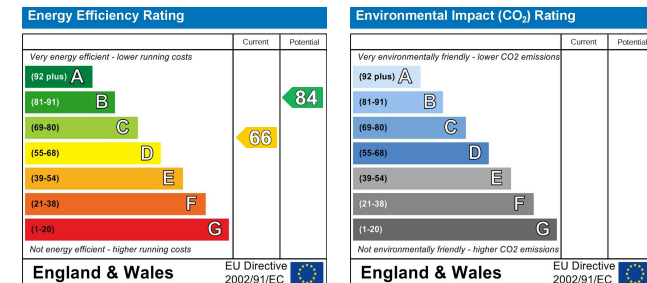 Energy Efficiency Rating
Current Potential
Very energy efficient - lower running costs
(92 plus) A
(81-91) B
84
(69-80) C
66
(55-68) D
(39-54) E
(21-38) F
(1-20) G
Not energy efficient - higher running costs
England & Wales
EU Directive
2002/91/EC
Environmental Impact (CO₂) Rating
Current Potential
Very environmentally friendly - lower CO2 emissions
(92 plus) A
(81-91) B
(69-80) C
(55-68) D
(39-54) E
(21-38) F
(1-20) G
Not environmentally friendly - higher CO2 emissions
England & Wales
EU Directive
2002/91/EC